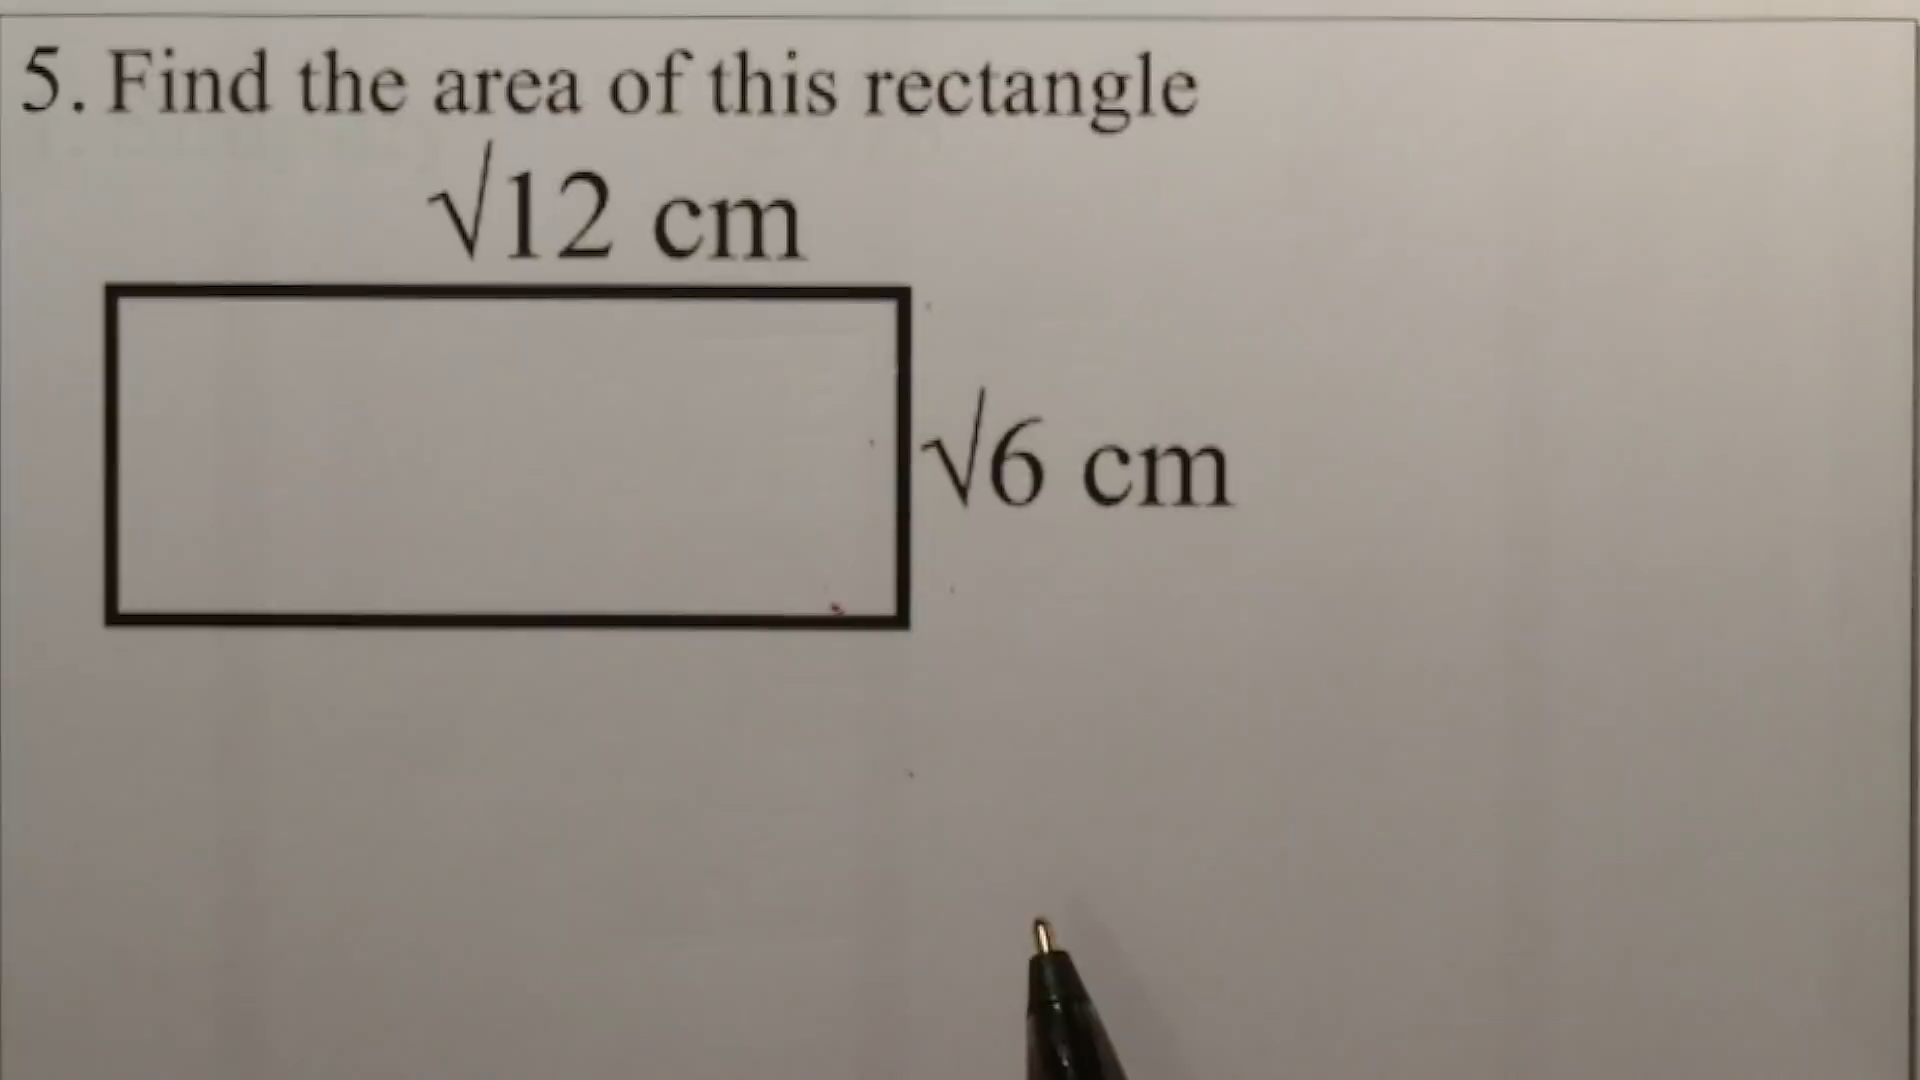 5. Find the area of this rectangle
√12 cm
√6 cm